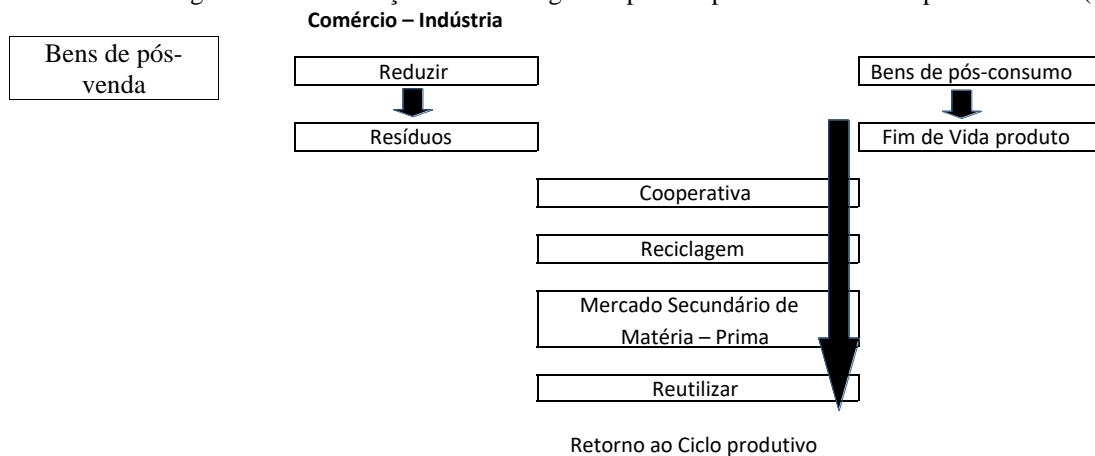 Comércio – Indústria
Bens de pós-
venda
Reduzir
Bens de pós-consumo
Resíduos
Fim de Vida produto
Cooperativa
Reciclagem
Mercado Secundário de
Matéria – Prima
Reutilizar
Retorno ao Ciclo produtivo